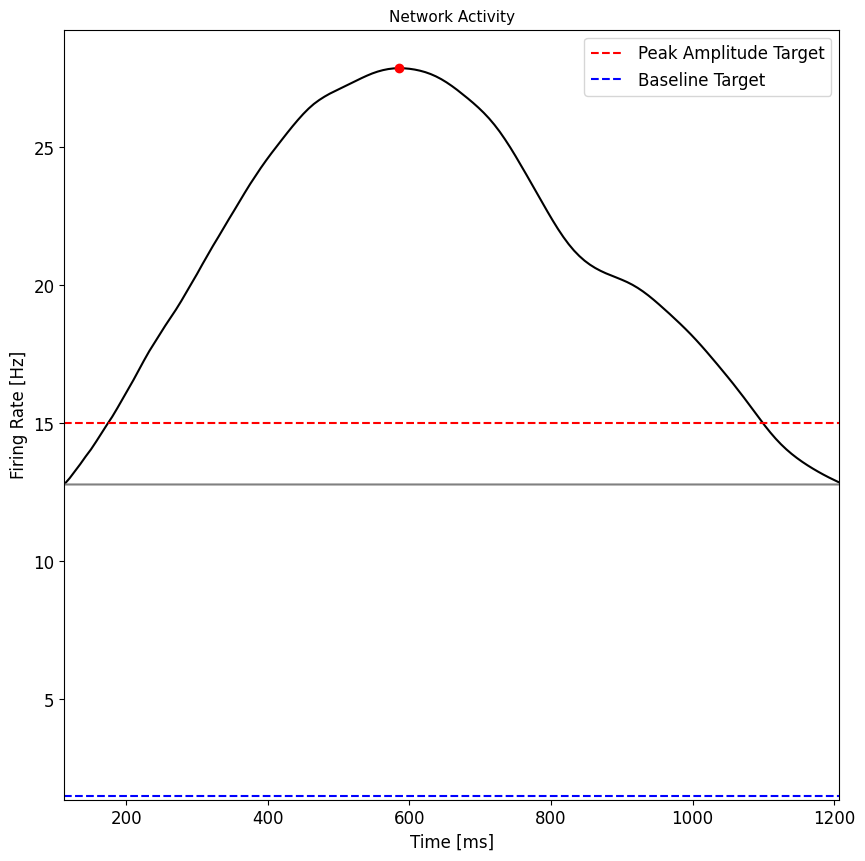 Network Activity
Peak Amplitude Target
Baseline Target
Firing Rate [Hz]
25
20
15
10
5
200
400
600
800
1000
1200
Time [ms]